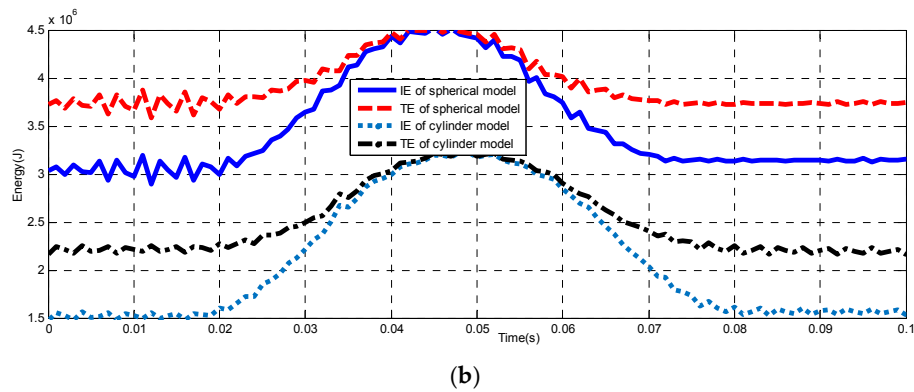 x 10^6
4.5
4
3.5
3
2.5
2
1.5
Energy(J)
IE of spherical model
TE of spherical model
IE of cylinder model
TE of cylinder model
0
0.01
0.02
0.03
0.04
0.05
0.06
0.07
0.08
0.09
0.1
Time(s)
(b)